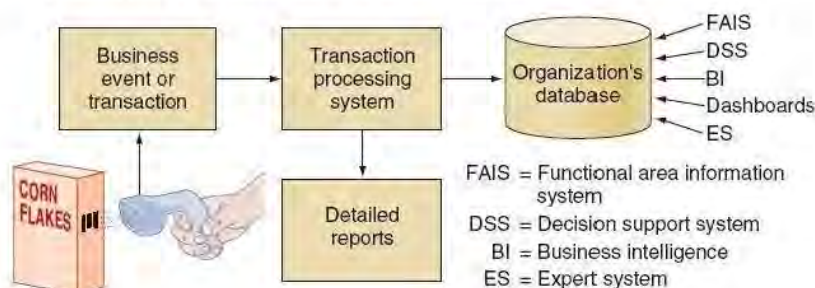 Business
event or
transaction
Transaction
processing
system
Organization's
database
FAIS
DSS
BI
Dashboards
ES
CORN
FLAKES
Detailed
reports
FAIS = Functional area information
system
DSS = Decision support system
BI = Business intelligence
ES = Expert system